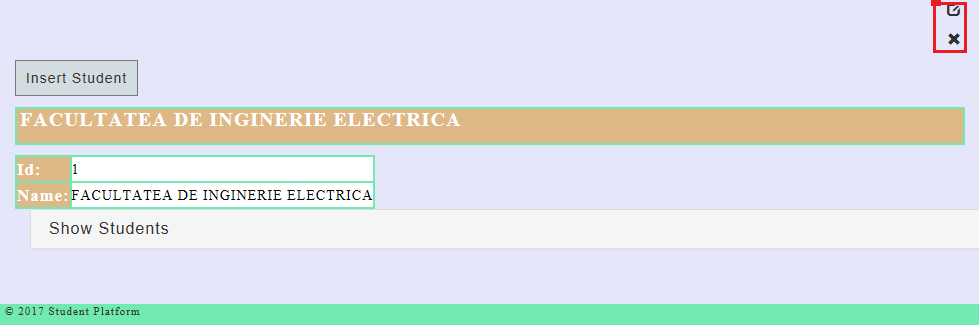 Insert Student
FACULTATEA DE INGINERIE ELECTRICA
Id: 1
Name: FACULTATEA DE INGINERIE ELECTRICA
Show Students
© 2017 Student Platform